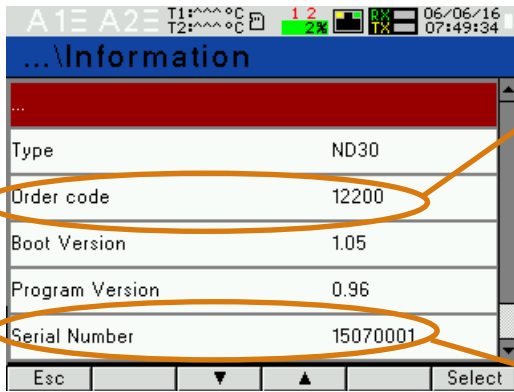 A1 A2 T1:^^^ °C 1 2 RX 06/06/16
T2:^^^ °C 2% TX 07:49:34
...\Information
...
Type ND30
Order code 12200
Boot Version 1.05
Program Version 0.96
Serial Number 15070001
Esc ▼ ▲ Select